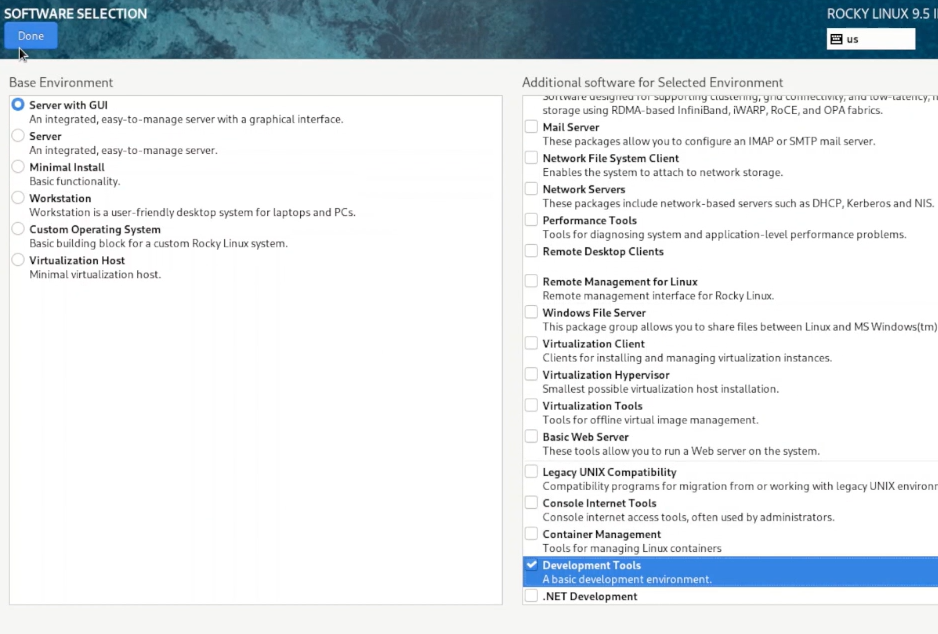 SOFTWARE SELECTION
ROCKY LINUX 9.5
Done
us
Base Environment
Server with GUI
An integrated, easy-to-manage server with a graphical interface.
Server
An integrated, easy-to-manage server.
Minimal Install
Basic functionality.
Workstation
Workstation is a user-friendly desktop system for laptops and PCs.
Custom Operating System
Basic building block for a custom Rocky Linux system.
Virtualization Host
Minimal virtualization host.
Additional software for Selected Environment
Software designed for supporting clustering, grid connectivity, and low-latency,
storage using RDMA-based InfiniBand, iWARP, RoCE, and OPA fabrics.
Mail Server
These packages allow you to configure an IMAP or SMTP mail server.
Network File System Client
Enables the system to attach to network storage.
Network Servers
These packages include network-based servers such as DHCP, Kerberos and NIS.
Performance Tools
Tools for diagnosing system and application-level performance problems.
Remote Desktop Clients
Remote Management for Linux
Remote management interface for Rocky Linux.
Windows File Server
This package group allows you to share files between Linux and MS Windows(tm)
Virtualization Client
Clients for installing and managing virtualization instances.
Virtualization Hypervisor
Smallest possible virtualization host installation.
Virtualization Tools
Tools for offline virtual image management.
Basic Web Server
These tools allow you to run a Web server on the system.
Legacy UNIX Compatibility
Compatibility programs for migration from or working with legacy UNIX
Console Internet Tools
Console internet access tools, often used by administrators.
Container Management
Tools for managing Linux containers
Development Tools
A basic development environment.
.NET Development